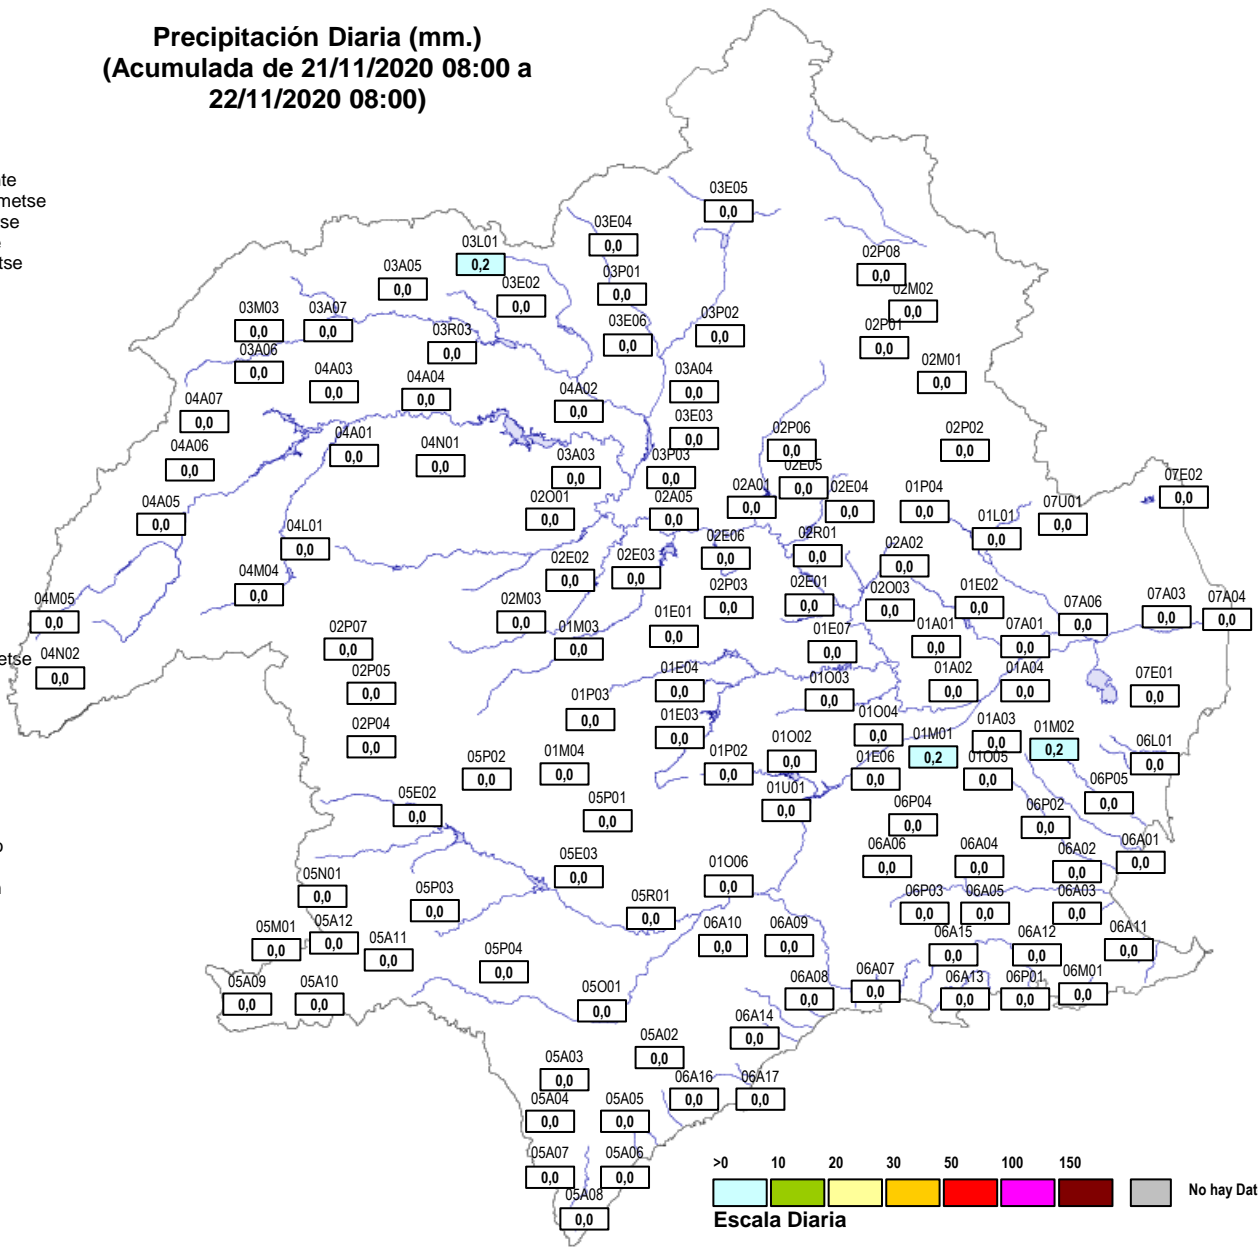 Precipitación Diaria (mm.)
(Acumulada de 21/11/2020 08:00 a
22/11/2020 08:00)
te
metse
se
tse
etse
03E05
0,0
03E04
0,0
03L01
0,2
02P08
0,0
03A05
0,0
03P01
0,0
03E02
0,0
02M02
0,0
03M03
0,0
03A07
0,0
03P02
0,0
03E06
0,0
03R03
0,0
02P01
0,0
03A06
0,0
02M01
0,0
04A03
0,0
04A04
0,0
03A04
0,0
04A02
0,0
04A07
0,0
03E03
0,0
04A01
0,0
02P06
0,0
02P02
0,0
04A06
0,0
04N01
0,0
03A03
0,0
03P03
0,0
02E05
0,0
07E02
0,0
02A01
0,0
02E04
0,0
01P04
0,0
04A05
0,0
02O01
0,0
02A05
0,0
07U01
0,0
01L01
0,0
04L01
0,0
02E06
0,0
02R01
0,0
02A02
0,0
02E02
0,0
02E03
0,0
04M04
0,0
02P03
0,0
02E01
0,0
02O03
0,0
01E02
0,0
07A03
0,0
07A04
0,0
04M05
0,0
02M03
0,0
01E01
0,0
07A06
0,0
02P07
0,0
01M03
0,0
01E07
0,0
01A01
0,0
07A01
0,0
04N02
0,0
02P05
0,0
01E04
0,0
01O03
0,0
01A02
0,0
01A04
0,0
07E01
0,0
01P03
0,0
01E03
0,0
02P04
0,0
01O04
0,0
01A03
0,0
01M02
0,2
01M01
0,2
06L01
0,0
05P02
0,0
01M04
0,0
01P02
0,0
01O02
0,0
01E06
0,0
01O05
0,0
05E02
0,0
05P01
0,0
01U01
0,0
06P04
0,0
06P02
0,0
06P05
0,0
05E03
0,0
06A06
0,0
06A04
0,0
06A02
0,0
06A01
0,0
05N01
0,0
05P03
0,0
01O06
0,0
05R01
0,0
06P03
0,0
06A05
0,0
06A03
0,0
05M01
0,0
05A12
0,0
05A11
0,0
06A10
0,0
06A09
0,0
06A15
0,0
06A12
0,0
06A11
0,0
05P04
0,0
05A09
0,0
05A10
0,0
05O01
0,0
06A08
0,0
06A07
0,0
06A13
0,0
06P01
0,0
06M01
0,0
06A14
0,0
05A02
0,0
05A03
0,0
06A16
0,0
06A17
0,0
05A04
0,0
05A05
0,0
05A07
0,0
05A06
0,0
05A08
0,0
>0 10 20 30 50 100 150
No hay Dat
Escala Diaria